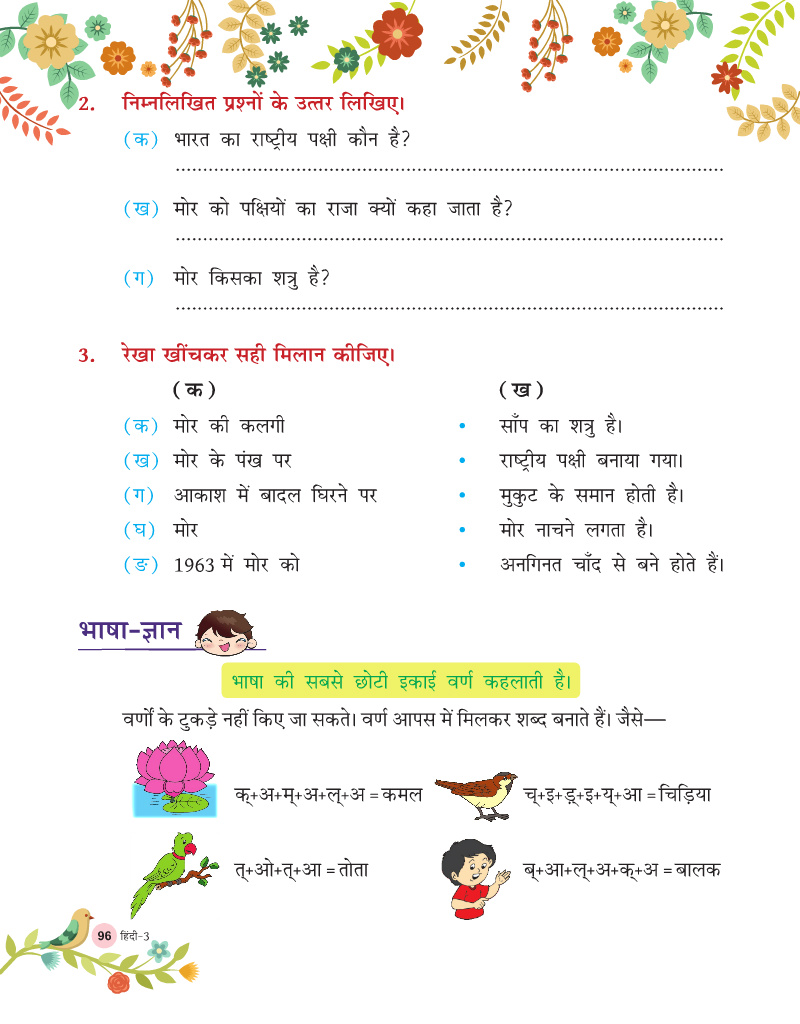 2. निम्नलिखित प्रश्नों के उत्तर लिखिए।
(क) भारत का राष्ट्रीय पक्षी कौन है?
(ख) मोर को पक्षियों का राजा क्यों कहा जाता है?
(ग) मोर किसका शत्रु है?
3. रेखा खींचकर सही मिलान कीजिए।
(क) (ख)
(क) मोर की कलगी • साँप का शत्रु है।
(ख) मोर के पंख पर • राष्ट्रीय पक्षी बनाया गया।
(ग) आकाश में बादल घिरने पर • मुकुट के समान होती है।
(घ) मोर • मोर नाचने लगता है।
(ङ) 1963 में मोर को • अनगिनत चाँद से बने होते हैं।
भाषा-ज्ञान
भाषा की सबसे छोटी इकाई वर्ण कहलाती है।
वर्णों के टुकड़े नहीं किए जा सकते। वर्ण आपस में मिलकर शब्द बनाते हैं। जैसे—
क्+अ+म्+अ+ल्+अ = कमल च्+इ+ड़्+इ+य्+आ = चिड़िया
त्+ओ+त्+आ = तोता ब्+आ+ल्+अ+क्+अ = बालक
96 हिंदी-3